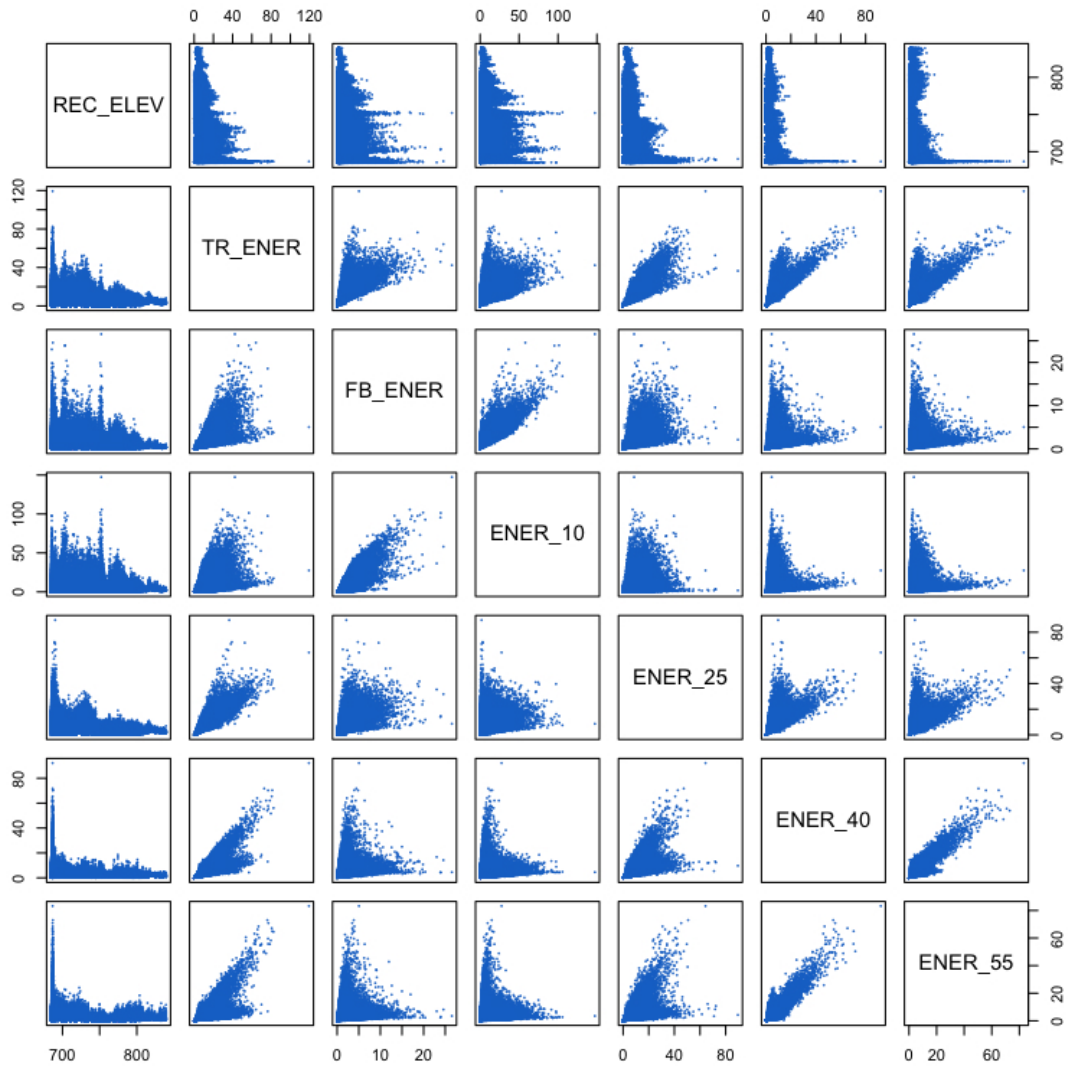 0 40 80 120 0 50 100 0 40 80
REC_ELEV 700 800
0 40 80 120 TR_ENER
FB_ENER 0 10 20
0 50 100 ENER_10
ENER_25 0 40 80
0 40 80 ENER_40
ENER_55 0 20 60
700 800 0 10 20 0 40 80 0 20 60